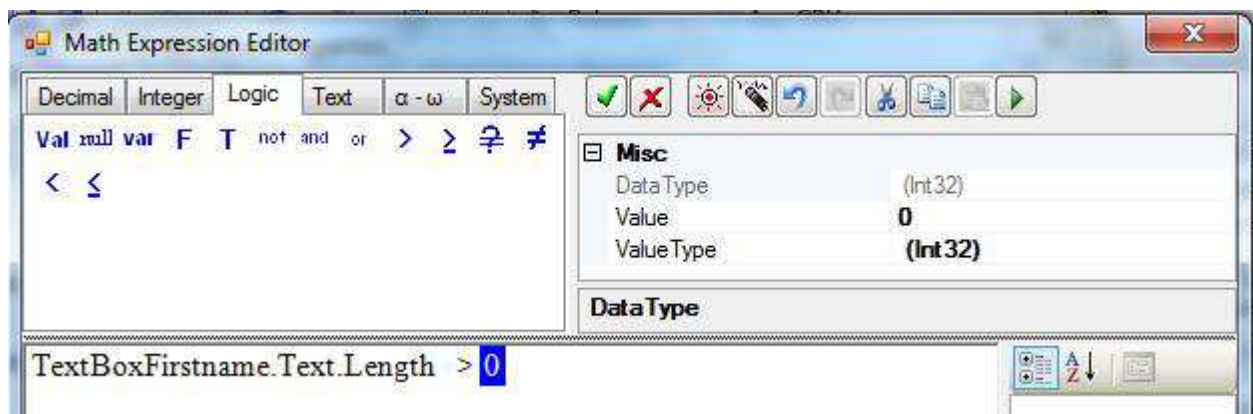 Math Expression Editor
Decimal Integer Logic Text α - ω System
Val null var F T not and or > ≥ = ≠
< ≤
Misc
DataType (Int32)
Value 0
ValueType (Int32)
DataType
TextBoxFirstname.Text.Length > 0
A
Z